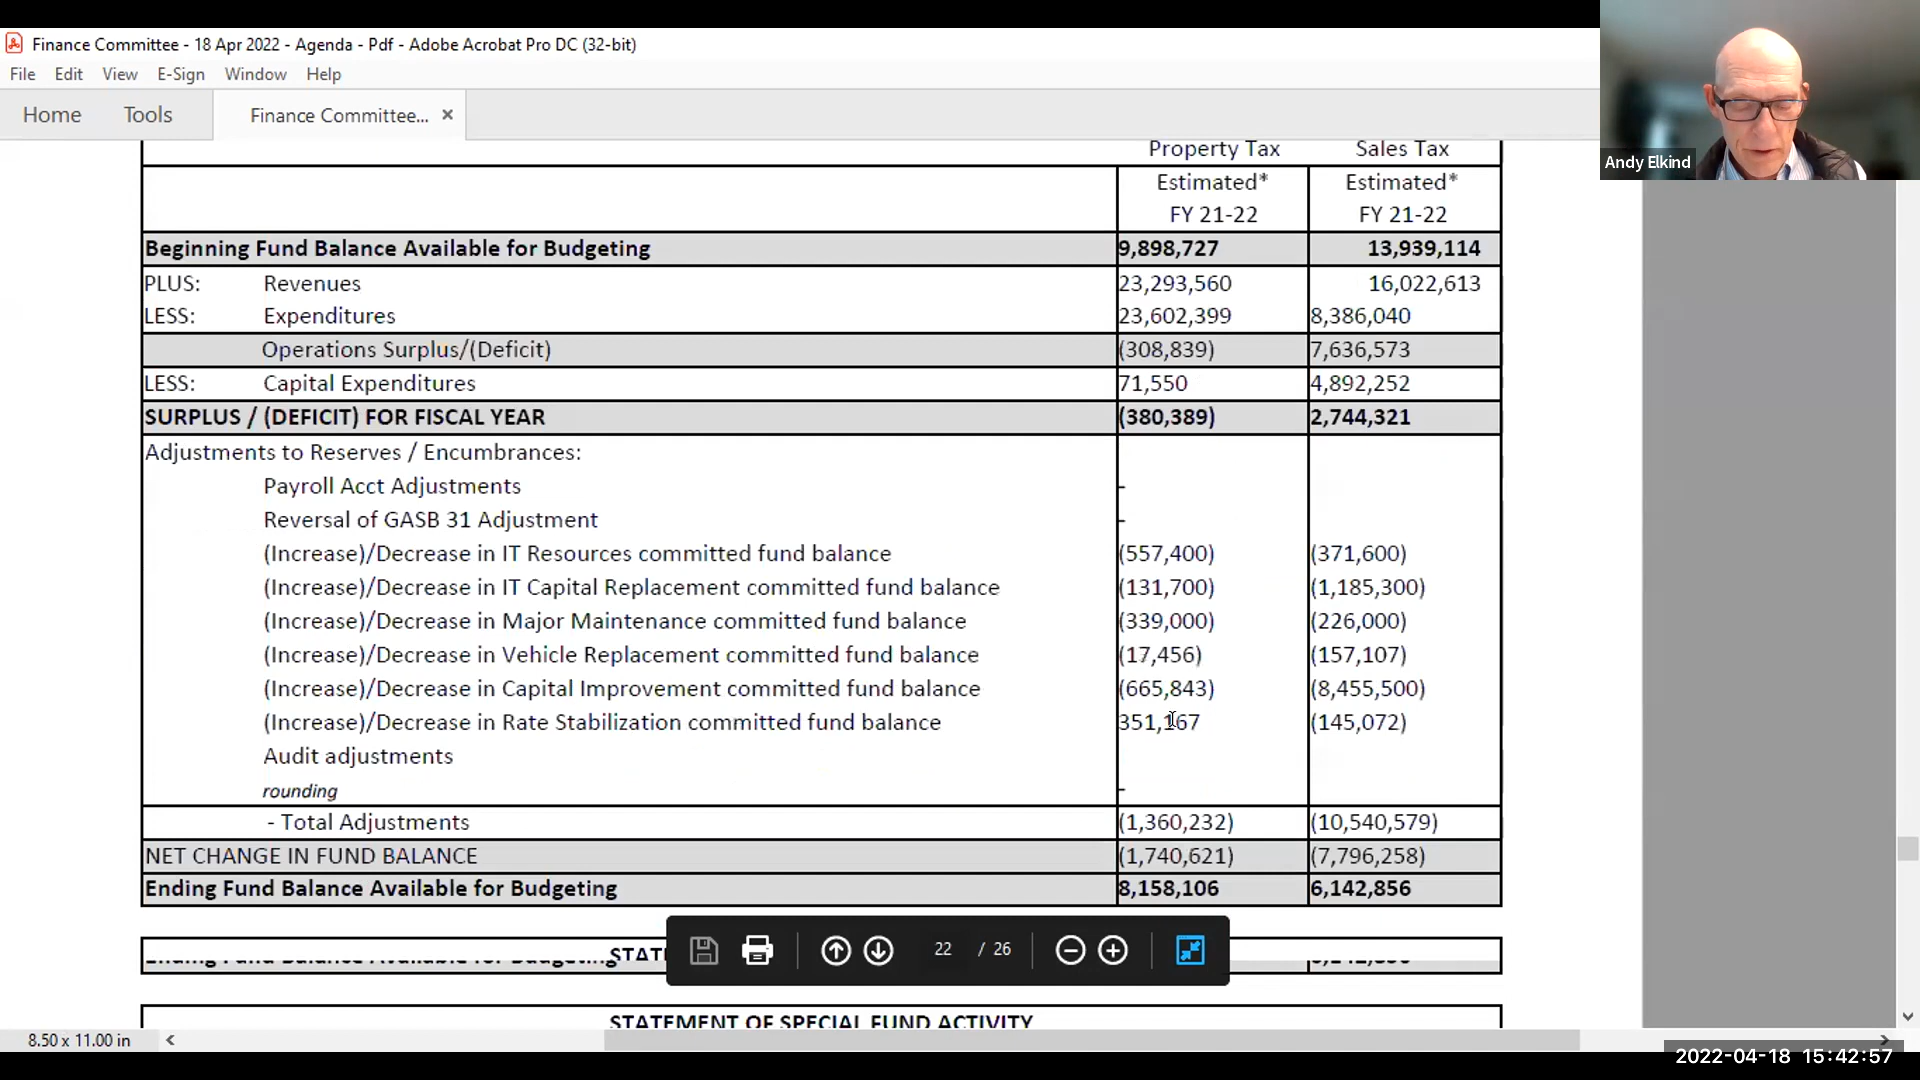 Finance Committee - 18 Apr 2022 - Agenda - Pdf - Adobe Acrobat Pro DC (32-bit)
File Edit View E-Sign Window Help
Home Tools Finance Committee... ×
Andy Elkind
Property Tax Sales Tax
Estimated* Estimated*
FY 21-22 FY 21-22
Beginning Fund Balance Available for Budgeting 9,898,727 13,939,114
PLUS: Revenues 23,293,560 16,022,613
LESS: Expenditures 23,602,399 8,386,040
Operations Surplus/(Deficit) (308,839) 7,636,573
LESS: Capital Expenditures 71,550 4,892,252
SURPLUS / (DEFICIT) FOR FISCAL YEAR (380,389) 2,744,321
Adjustments to Reserves / Encumbrances:
Payroll Acct Adjustments -
Reversal of GASB 31 Adjustment -
(Increase)/Decrease in IT Resources committed fund balance (557,400) (371,600)
(Increase)/Decrease in IT Capital Replacement committed fund balance (131,700) (1,185,300)
(Increase)/Decrease in Major Maintenance committed fund balance (339,000) (226,000)
(Increase)/Decrease in Vehicle Replacement committed fund balance (17,456) (157,107)
(Increase)/Decrease in Capital Improvement committed fund balance (665,843) (8,455,500)
(Increase)/Decrease in Rate Stabilization committed fund balance 351,167 (145,072)
Audit adjustments
rounding -
- Total Adjustments (1,360,232) (10,540,579)
NET CHANGE IN FUND BALANCE (1,740,621) (7,796,258)
Ending Fund Balance Available for Budgeting 8,158,106 6,142,856
22 / 26
STATEMENT OF SPECIAL FUND ACTIVITY
8.50 x 11.00 in
2022-04-18 15:42:57